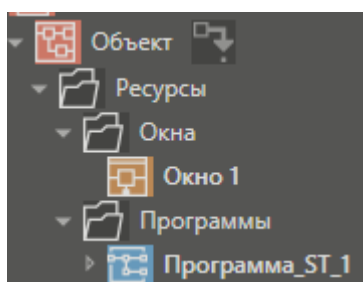 Объект
Ресурсы
Окна
Окно 1
Программы
Программа_ST_1